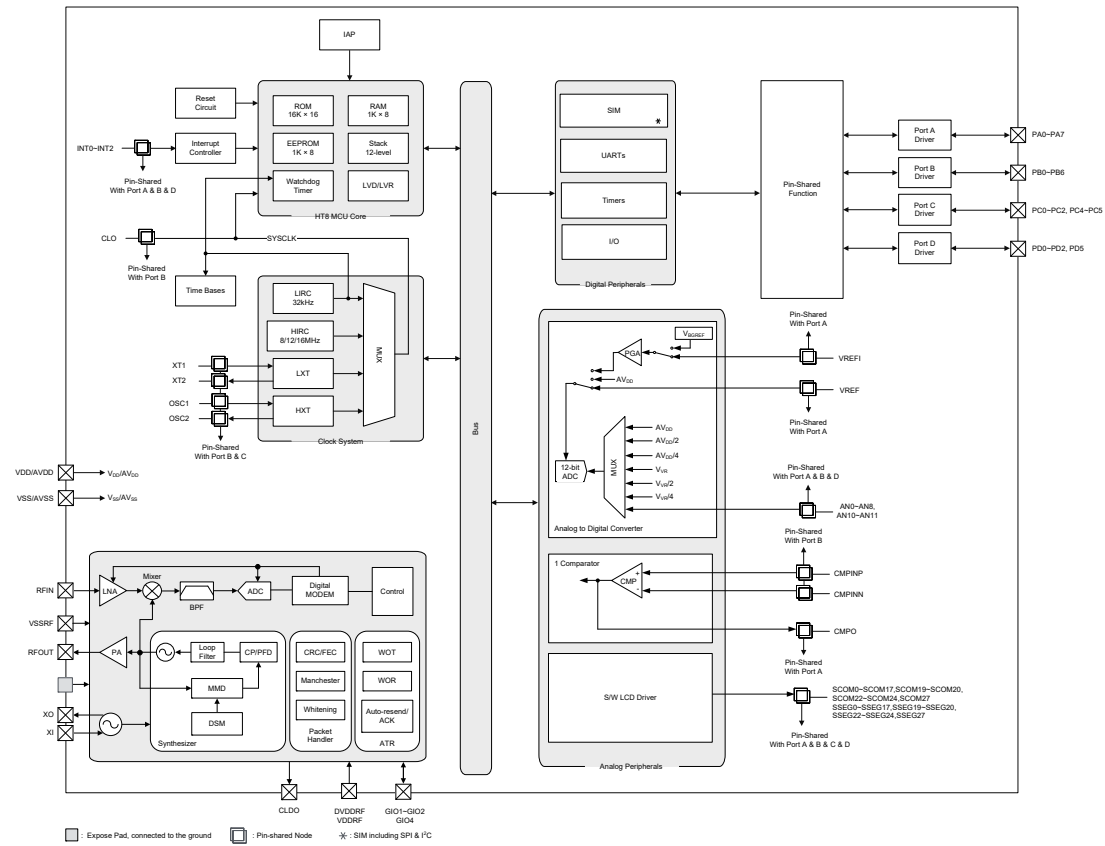 IAP
Reset
Circuit
ROM
16K × 16
RAM
1K × 8
INT0~INT2
Interrupt
Controller
EEPROM
1K × 8
Stack
12-level
Pin-Shared
With Port A & B & D
Watchdog
Timer
LVD/LVR
HT8 MCU Core
CLO
SYSCLK
Pin-Shared
With Port B
Time Bases
LIRC
32kHz
HIRC
8/12/16MHz
MUX
XT1
XT2
LXT
OSC1
OSC2
HXT
Pin-Shared
With Port B & C
Clock System
Bus
SIM
*
UARTs
Timers
I/O
Digital Peripherals
Pin-Shared
Function
Port A
Driver
PA0~PA7
Port B
Driver
PB0~PB6
Port C
Driver
PC0~PC2, PC4~PC5
Port D
Driver
PD0~PD2, PD5
Pin-Shared
With Port A
VBGREF
PGA
VREFI
AVDD
VREF
Pin-Shared
With Port A
MUX
AVDD
AVDD/2
AVDD/4
VVR
VVR/2
VVR/4
12-bit
ADC
Pin-Shared
With Port A & B & D
AN0~AN8,
AN10~AN11
Analog to Digital Converter
Pin-Shared
With Port B
1 Comparator
CMP
+
-
CMPINP
CMPINN
CMPO
Pin-Shared
With Port A
S/W LCD Driver
SCOM0~SCOM17,SCOM19~SCOM20,
SCOM22~SCOM24,SCOM27
SSEG0~SSEG17,SSEG19~SSEG20,
SSEG22~SSEG24,SSEG27
Pin-Shared
With Port A & B & C & D
Analog Peripherals
VDD/AVDD
VDD/AVDD
VSS/AVSS
VSS/AVSS
RFIN
LNA
Mixer
BPF
ADC
Digital
MODEM
Control
VSSRF
RFOUT
PA
Loop
Filter
CP/PFD
MMD
DSM
Synthesizer
CRC/FEC
Manchester
Whitening
Packet
Handler
WOT
WOR
Auto-resend/
ACK
ATR
XO
XI
CLDO
DVDDRF
VDDRF
GIO1~GIO2
GIO4
: Expose Pad, connected to the ground
: Pin-shared Node
* : SIM including SPI & I²C